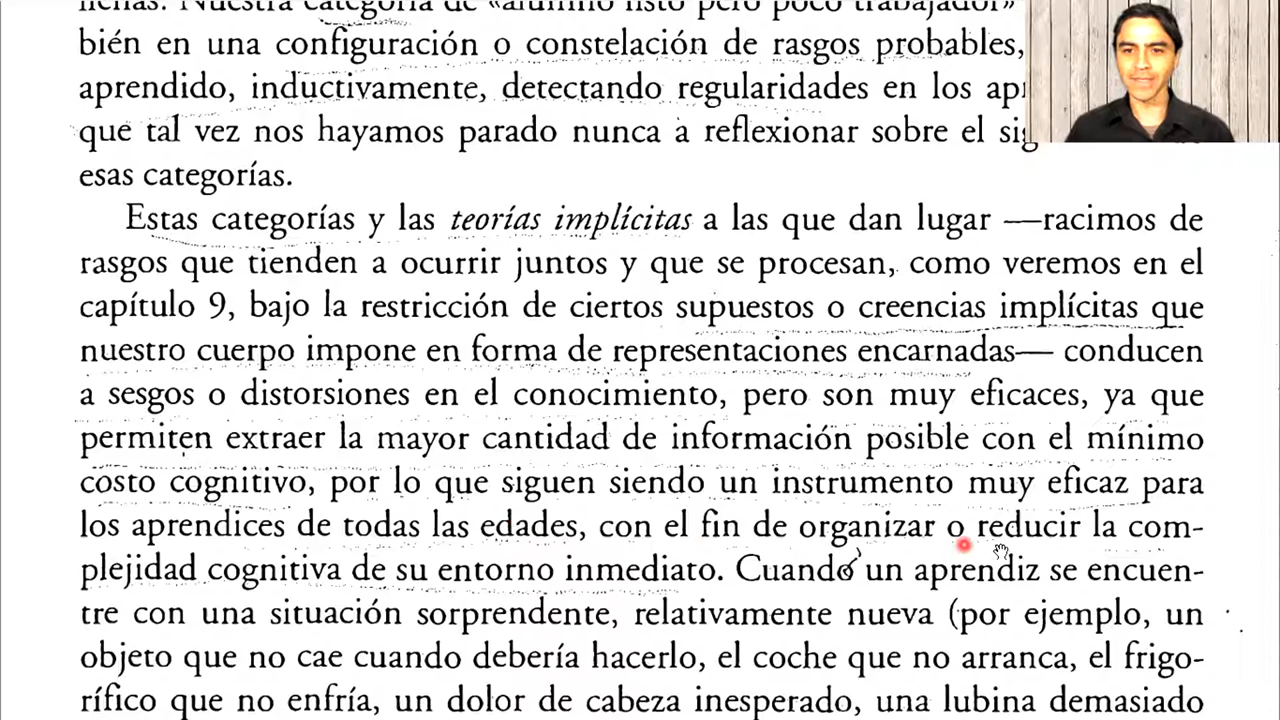 categoría de «alumno listo pero poco trabajador»
bién en una configuración o constelación de rasgos probables,
aprendido, inductivamente, detectando regularidades en los
que tal vez nos hayamos parado nunca a reflexionar sobre el
esas categorías.
Estas categorías y las teorías implícitas a las que dan lugar —racimos de
rasgos que tienden a ocurrir juntos y que se procesan, como veremos en el
capítulo 9, bajo la restricción de ciertos supuestos o creencias implícitas que
nuestro cuerpo impone en forma de representaciones encarnadas— conducen
a sesgos o distorsiones en el conocimiento, pero son muy eficaces, ya que
permiten extraer la mayor cantidad de información posible con el mínimo
costo cognitivo, por lo que siguen siendo un instrumento muy eficaz para
los aprendices de todas las edades, con el fin de organizar o reducir la com-
plejidad cognitiva de su entorno inmediato. Cuando un aprendiz se encuen-
tre con una situación sorprendente, relativamente nueva (por ejemplo, un
objeto que no cae cuando debería hacerlo, el coche que no arranca, el frigo-
rífico que no enfría, un dolor de cabeza inesperado, una lubina demasiado